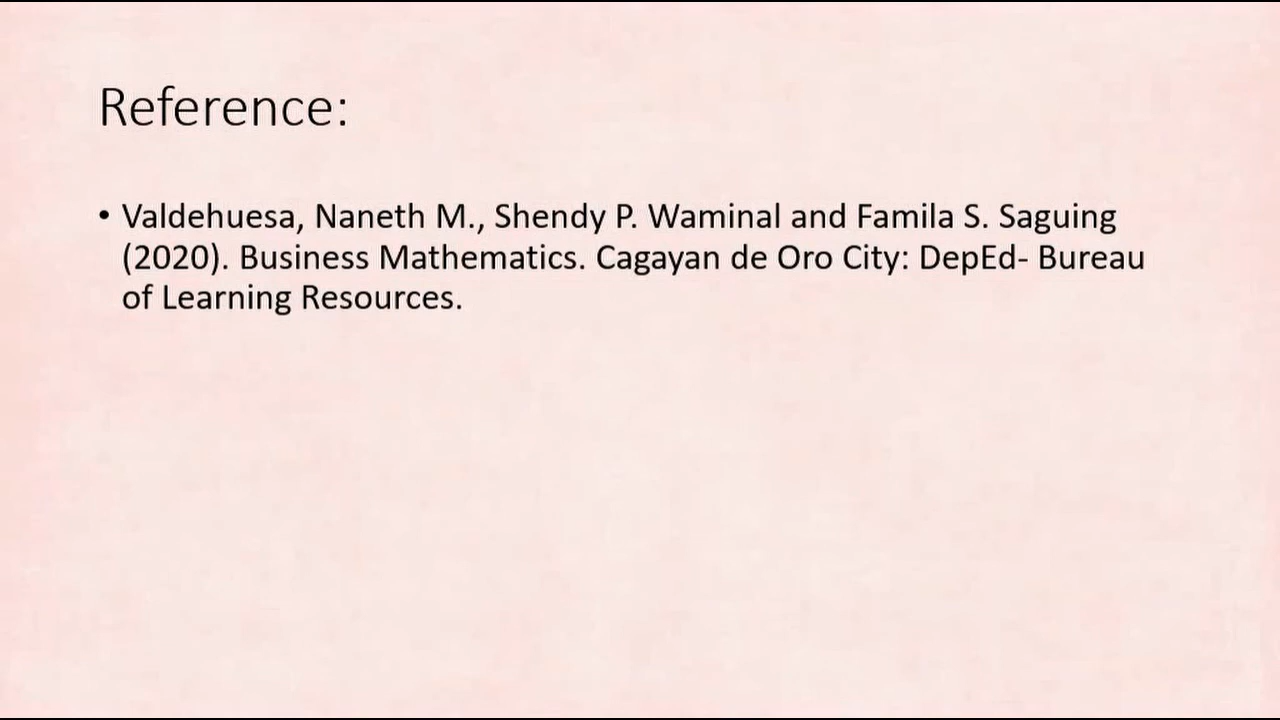 Reference:
• Valdehuesa, Naneth M., Shendy P. Waminal and Famila S. Saguing
(2020). Business Mathematics. Cagayan de Oro City: DepEd- Bureau
of Learning Resources.